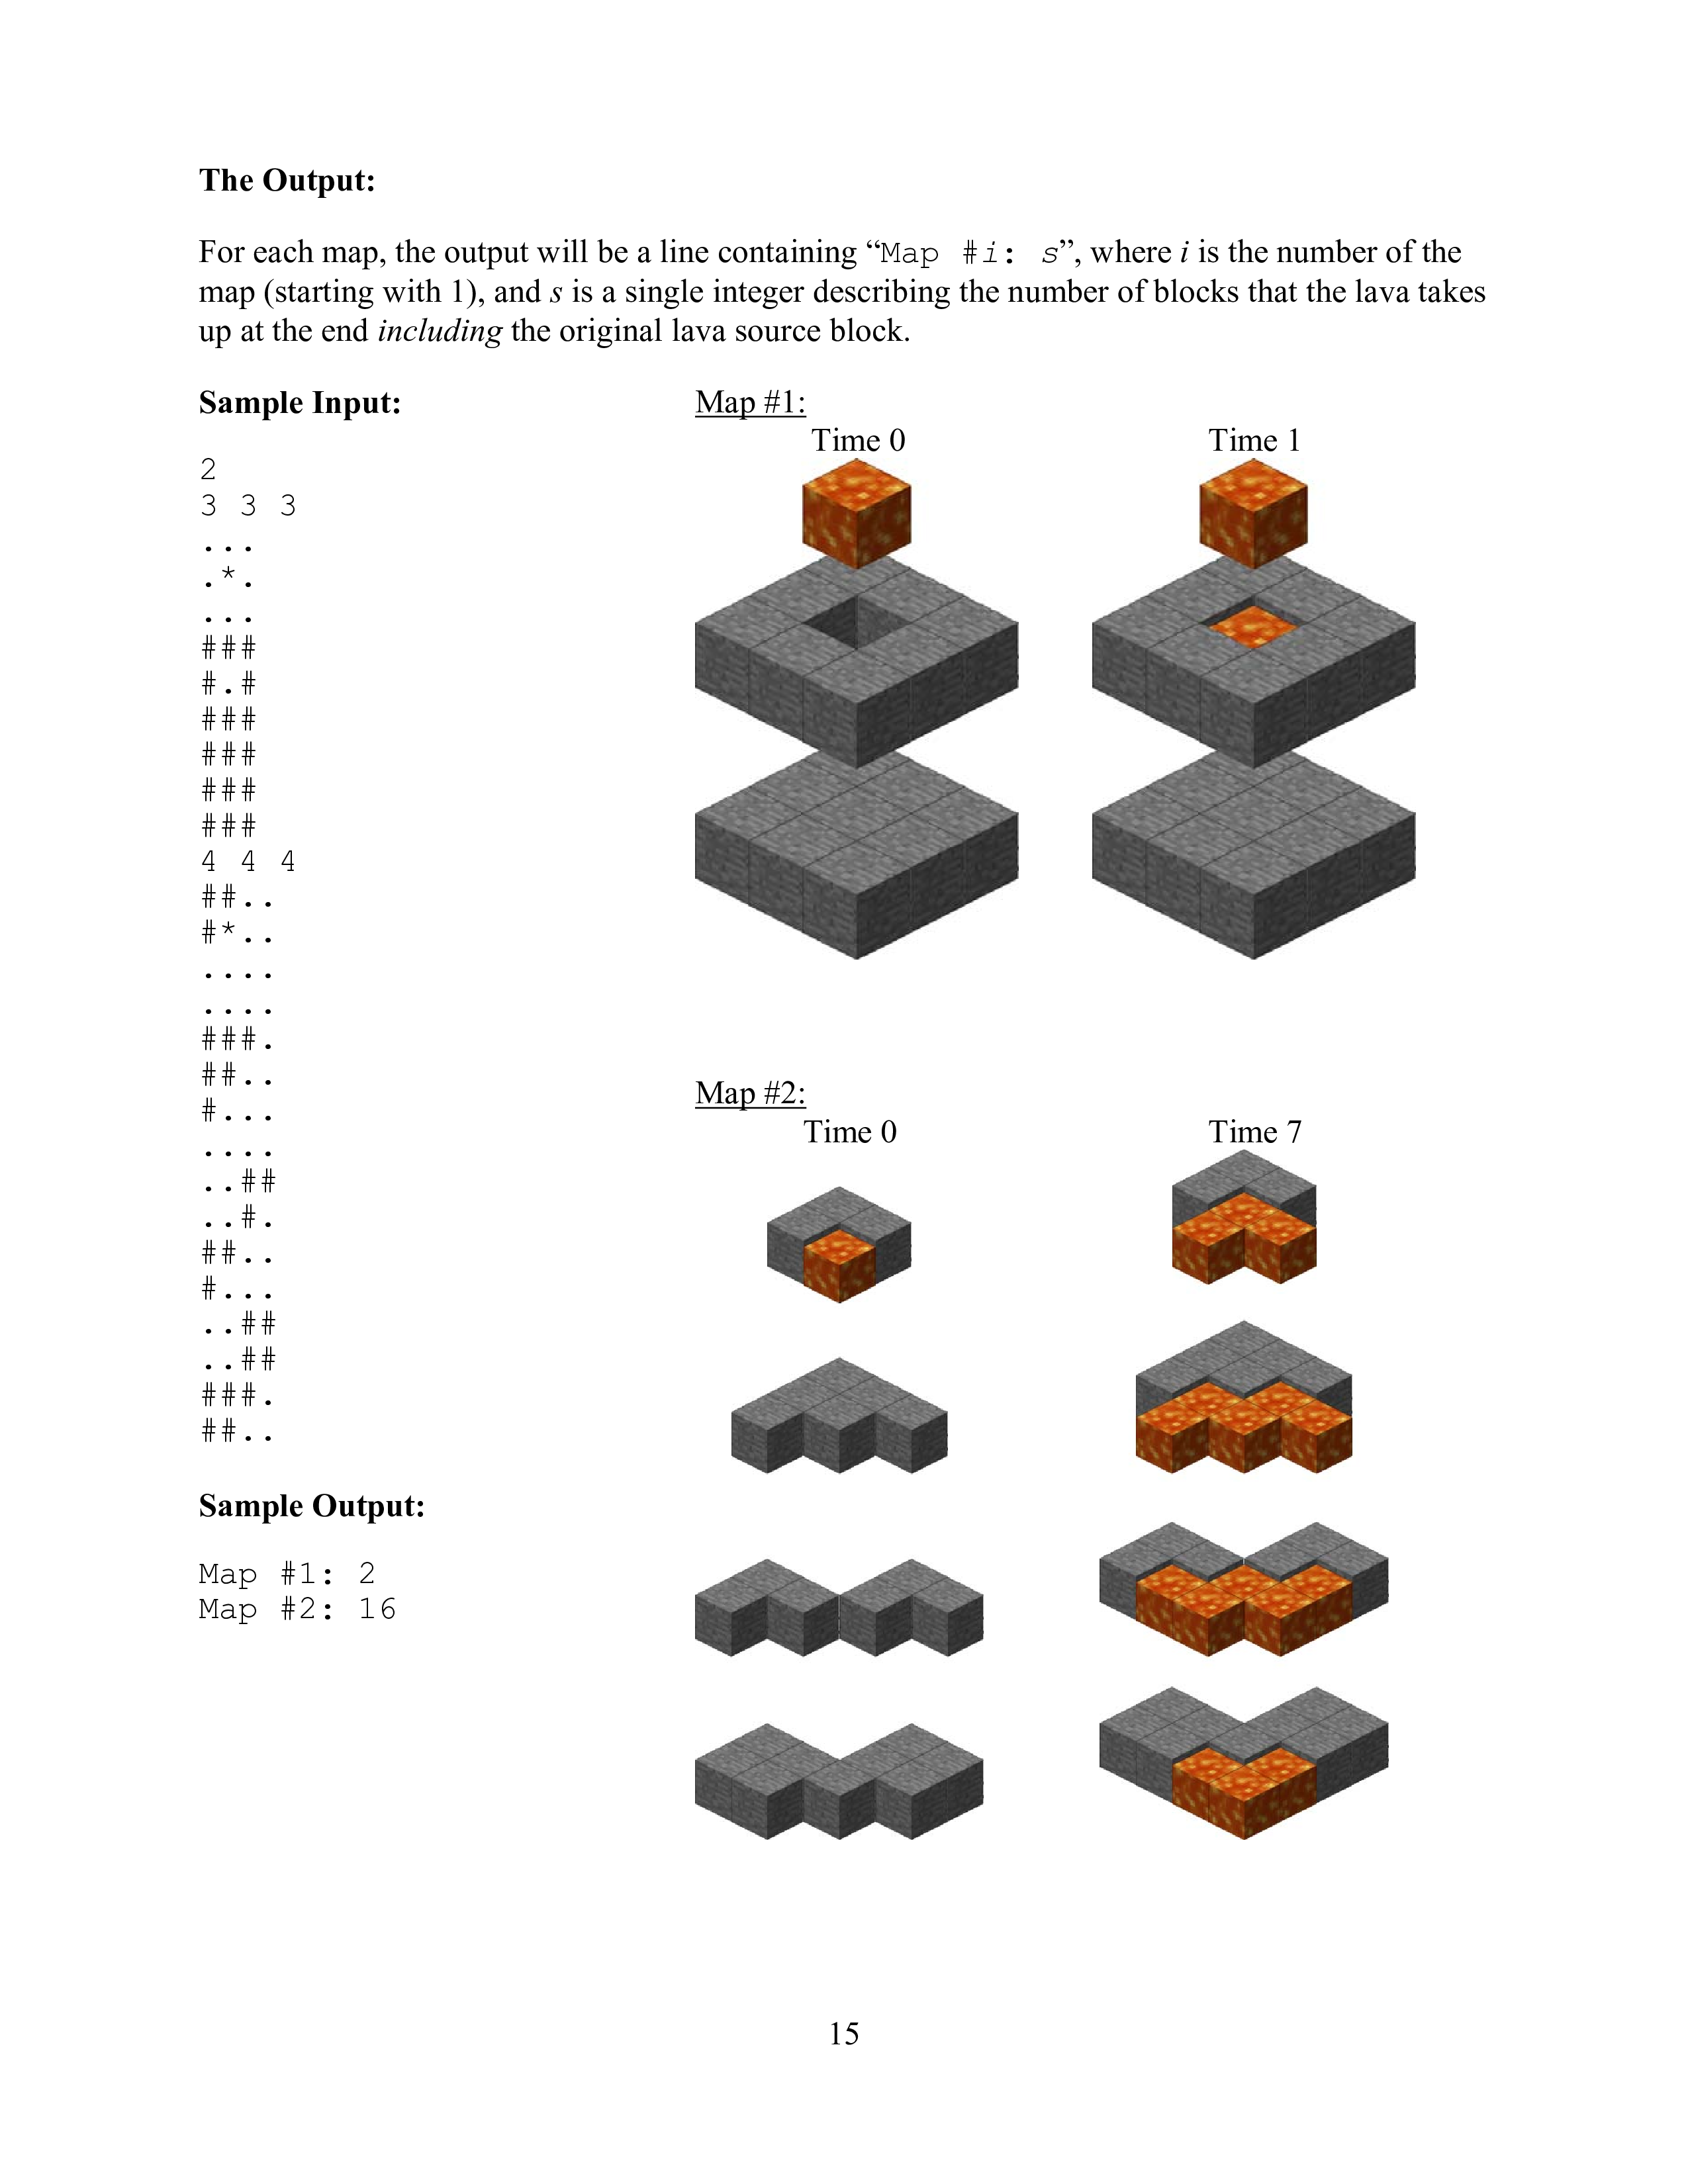 The Output:
For each map, the output will be a line containing “Map #i: s”, where i is the number of the
map (starting with 1), and s is a single integer describing the number of blocks that the lava takes
up at the end including the original lava source block.
Sample Input:
2
3 3 3
...
.*.
...
###
#.#
###
###
###
###
4 4 4
##..
#*..
....
....
###.
##..
#...
....
..##
..#.
##..
#...
..##
..##
###.
##..
Sample Output:
Map #1: 2
Map #2: 16
Map #1:
Time 0
Time 1
Map #2:
Time 0
Time 7
15